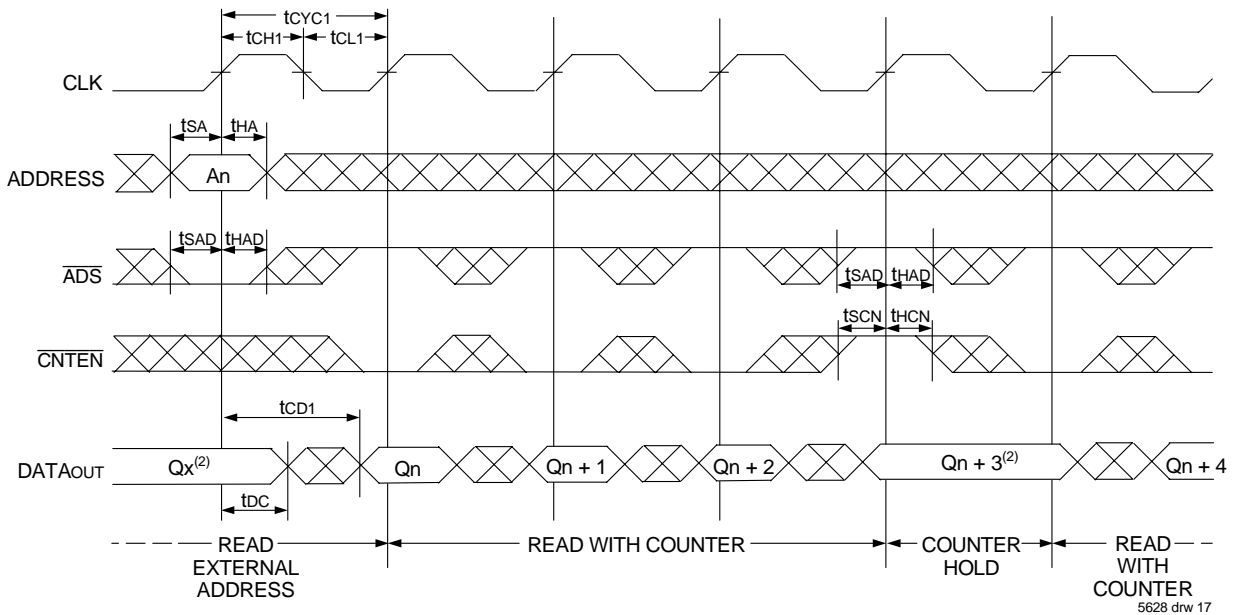 tCYC1
tCH1 tCL1
CLK
tSA tHA
ADDRESS An
tSAD tHAD
ADS
tSAD tHAD
tSCN tHCN
CNTEN
tCD1
DATAOUT Qx(2) Qn Qn + 1 Qn + 2 Qn + 3(2) Qn + 4
tDC
READ EXTERNAL ADDRESS
READ WITH COUNTER
COUNTER HOLD
READ WITH COUNTER
5628 drw 17